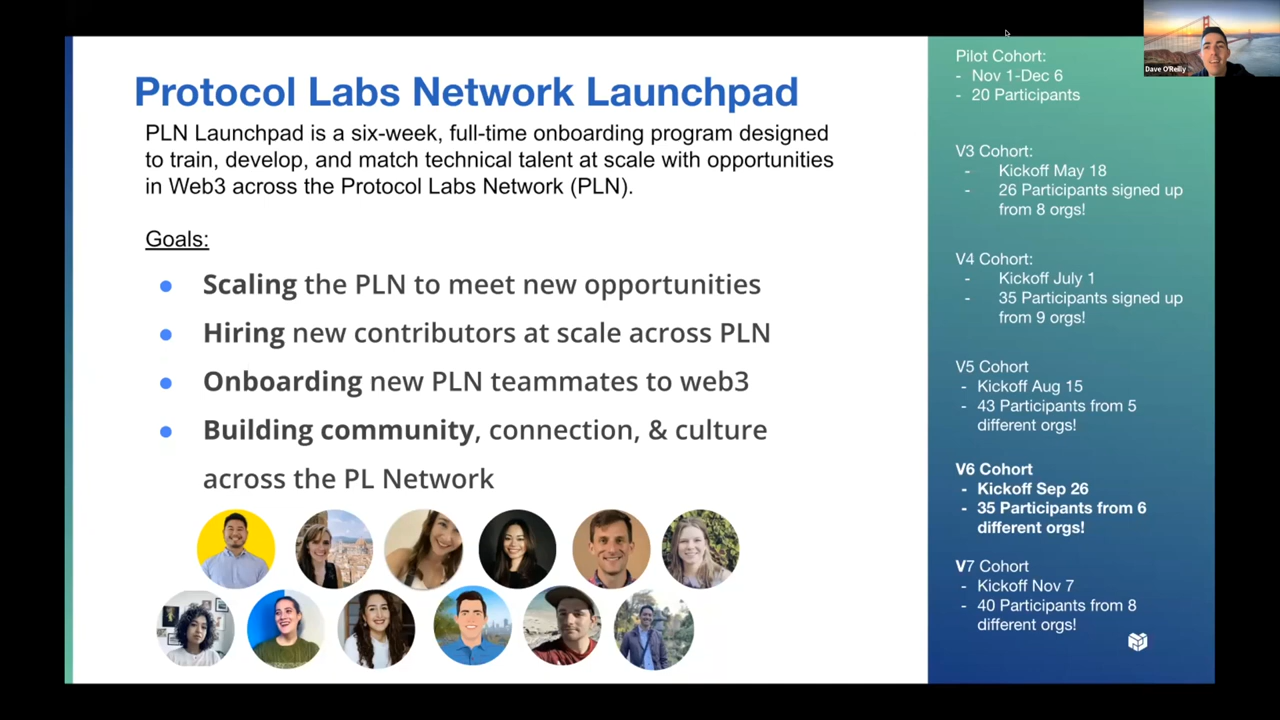 Protocol Labs Network Launchpad
PLN Launchpad is a six-week, full-time onboarding program designed
to train, develop, and match technical talent at scale with opportunities
in Web3 across the Protocol Labs Network (PLN).
Goals:
● Scaling the PLN to meet new opportunities
● Hiring new contributors at scale across PLN
● Onboarding new PLN teammates to web3
● Building community, connection, & culture
across the PL Network
Pilot Cohort:
- Nov 1-Dec 6
- 20 Participants
V3 Cohort:
- Kickoff May 18
- 26 Participants signed up
from 8 orgs!
V4 Cohort:
- Kickoff July 1
- 35 Participants signed up
from 9 orgs!
V5 Cohort
- Kickoff Aug 15
- 43 Participants from 5
different orgs!
V6 Cohort
- Kickoff Sep 26
- 35 Participants from 6
different orgs!
V7 Cohort
- Kickoff Nov 7
- 40 Participants from 8
different orgs!
Dave O'Reilly